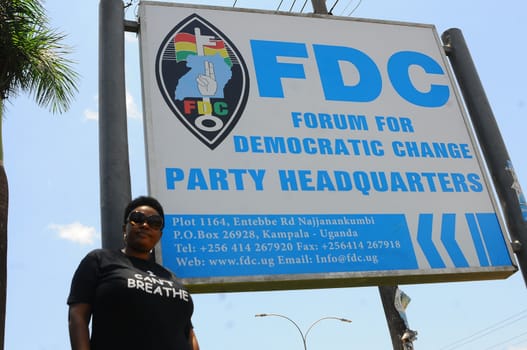 FDC
FDC
FORUM FOR
DEMOCRATIC CHANGE
PARTY HEADQUARTERS
Plot 1164, Entebbe Rd Najjanankumbi
P.O.Box 26928, Kampala - Uganda
Tel: +256 414 267920 Fax: +256414 267918
Web: www.fdc.ug Email: Info@fdc.ug
I
CAN'T
BREATHE